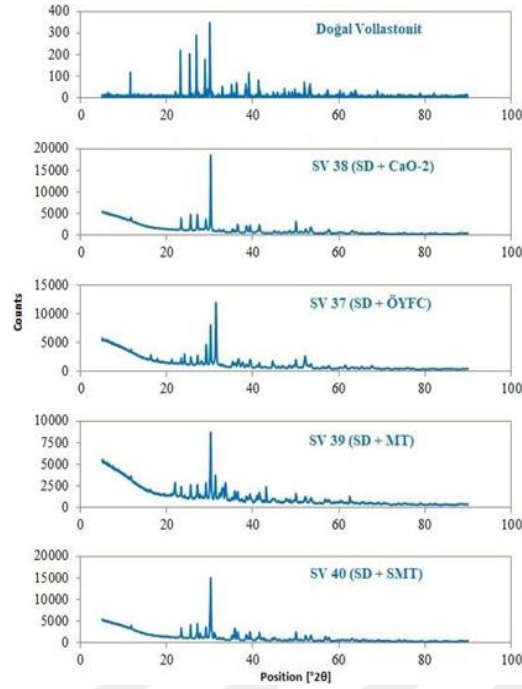 400
300
200
100
0
Doğal Vollastonit
0 20 40 60 80 100
20000
15000
10000
5000
0
SV 38 (SD + CaO-2)
0 20 40 60 80 100
Counts
15000
10000
5000
0
SV 37 (SD + ÖYFC)
0 20 40 60 80 100
10000
7500
5000
2500
0
SV 39 (SD + MT)
0 20 40 60 80 100
20000
15000
10000
5000
0
SV 40 (SD + SMT)
0 20 40 60 80 100
Position [°2θ]